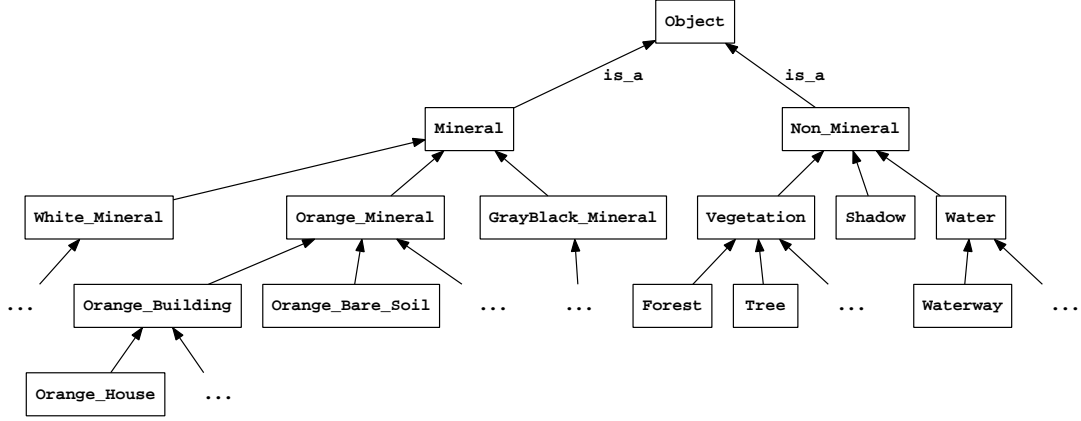 Object
is_a
is_a
Mineral
Non_Mineral
White_Mineral
Orange_Mineral
GrayBlack_Mineral
Vegetation
Shadow
Water
...
Orange_Building
Orange_Bare_Soil
...
...
Forest
Tree
...
Waterway
...
Orange_House
...